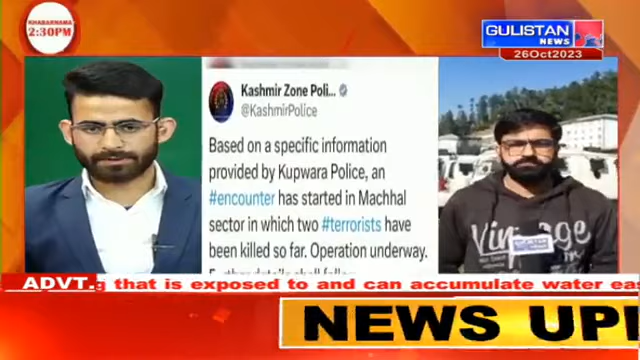 KHABARNAMA
2:30PM
GULISTAN
NEWS
26Oct2023
Kashmir Zone Poli...
@KashmirPolice
Based on a specific information
provided by Kupwara Police, an
#encounter has started in Machhal
sector in which two #terrorists have
been killed so far. Operation underway.
GULISTAN
ADVT. that is exposed to and can accumulate water eas
NEWS UP